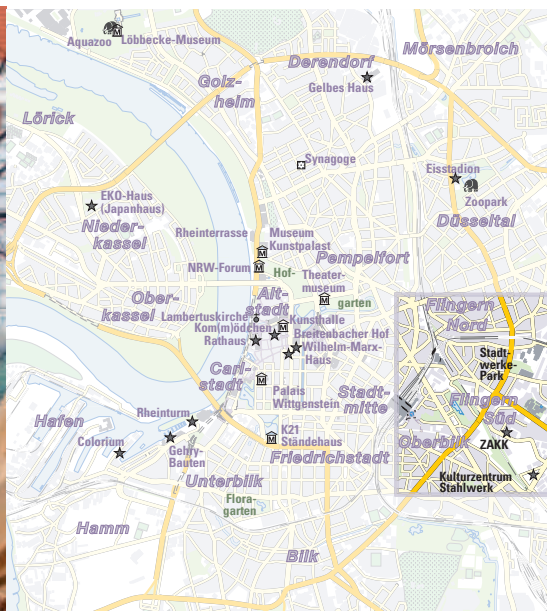 Aquazoo
Löbbecke-Museum
Mörsenbroich
Derendorf
Golz-
heim
Gelbes Haus
Lörick
Synagoge
Eisstadion
Zoopark
EKO-Haus
(Japanhaus)
Düsseltal
Nieder-
kassel
Rheinterrasse
Museum
Kunstpalast
Pempelfort
NRW-Forum
Hof-
garten
Theater-
museum
Ober-
kassel
Alt-
stadt
Flingern
Nord
Lambertuskirche
Kunsthalle
Kom(m)ödchen
Breitenbacher Hof
Rathaus
Wilhelm-Marx-
Haus
Stadt-
werke-
Park
Carl-
stadt
Palais
Wittgenstein
Stadt-
mitte
Flingern
Süd
Hafen
Rheinturm
K21
Ständehaus
Oberbilk
ZAKK
Colorium
Gehry-
Bauten
Friedrichstadt
Unterbilk
Kulturzentrum
Stahlwerk
Flora-
garten
Hamm
Bilk